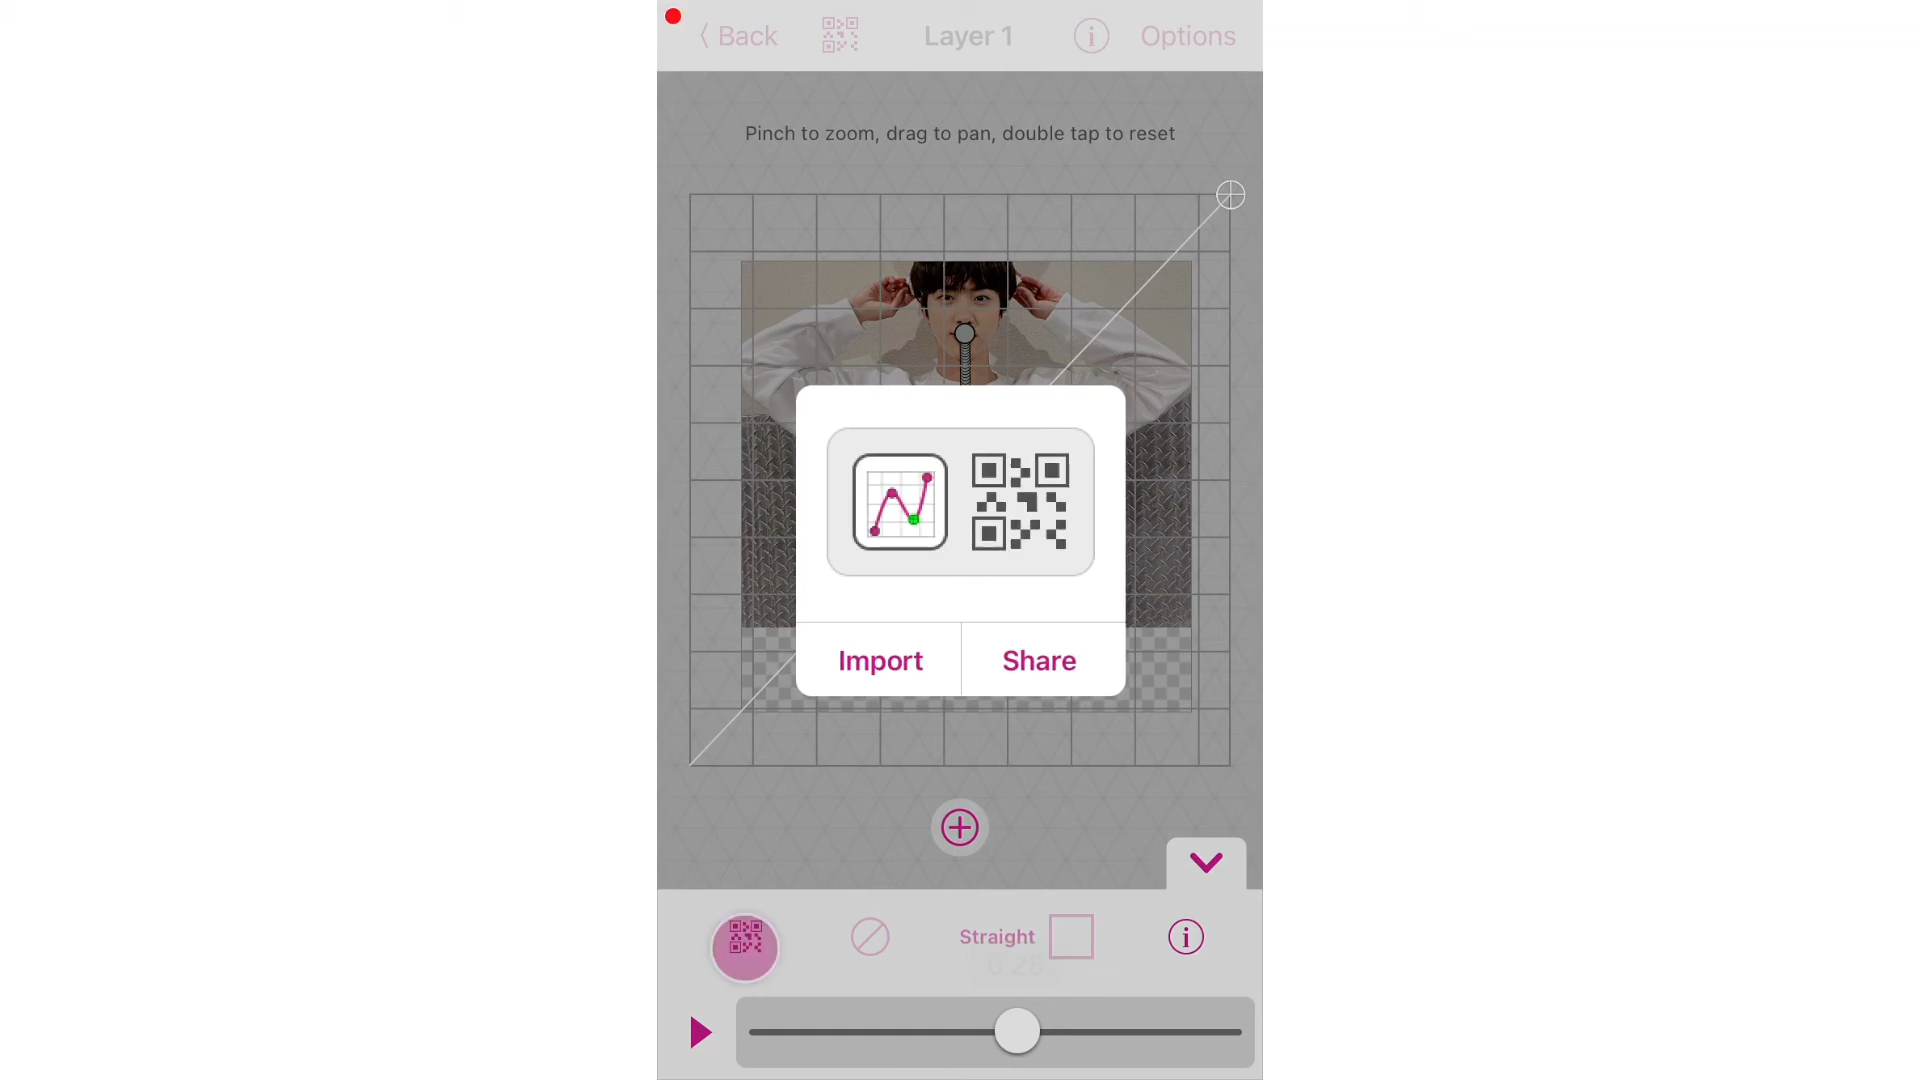 Back
Layer 1
Options
Pinch to zoom, drag to pan, double tap to reset
Import
Share
Straight